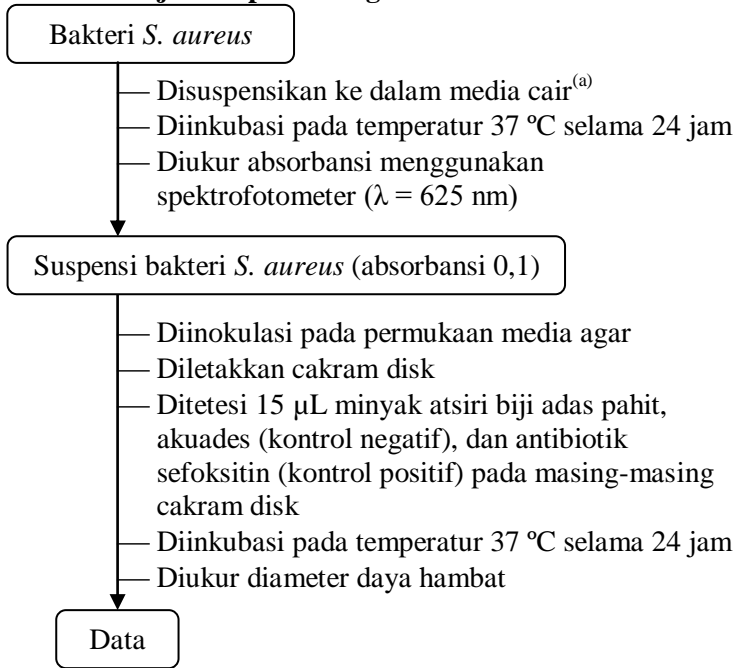 Bakteri S. aureus
Disuspensikan ke dalam media cair(a)
Diinkubasi pada temperatur 37 ºC selama 24 jam
Diukur absorbansi menggunakan
spektrofotometer (λ = 625 nm)
Suspensi bakteri S. aureus (absorbansi 0,1)
Diinokulasi pada permukaan media agar
Diletakkan cakram disk
Ditetesi 15 μL minyak atsiri biji adas pahit,
akuades (kontrol negatif), dan antibiotik
sefoksitin (kontrol positif) pada masing-masing
cakram disk
Diinkubasi pada temperatur 37 ºC selama 24 jam
Diukur diameter daya hambat
Data